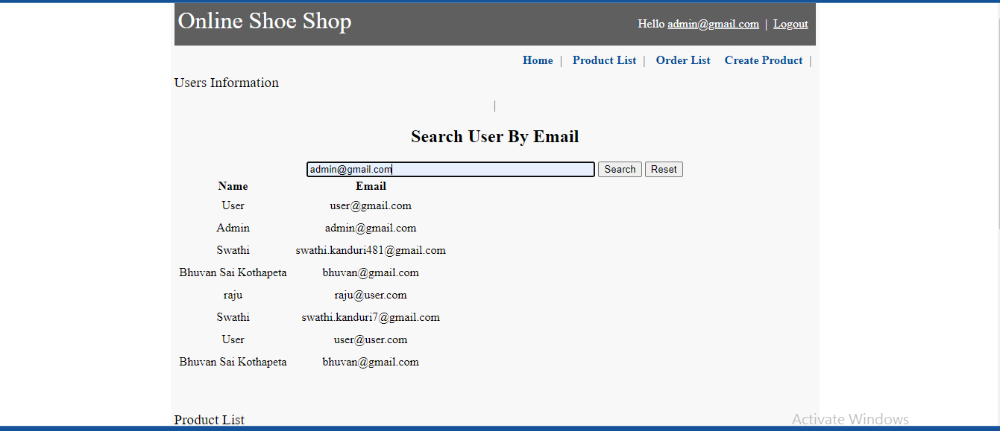 Online Shoe Shop
Hello admin@gmail.com | Logout
Home | Product List | Order List Create Product |
Users Information
|
Search User By Email
admin@gmail.com Search Reset
Name Email
User user@gmail.com
Admin admin@gmail.com
Swathi swathi.kanduri481@gmail.com
Bhuvan Sai Kothapeta bhuvan@gmail.com
raju raju@user.com
Swathi swathi.kanduri7@gmail.com
User user@user.com
Bhuvan Sai Kothapeta bhuvan@gmail.com
Product List
Activate Windows